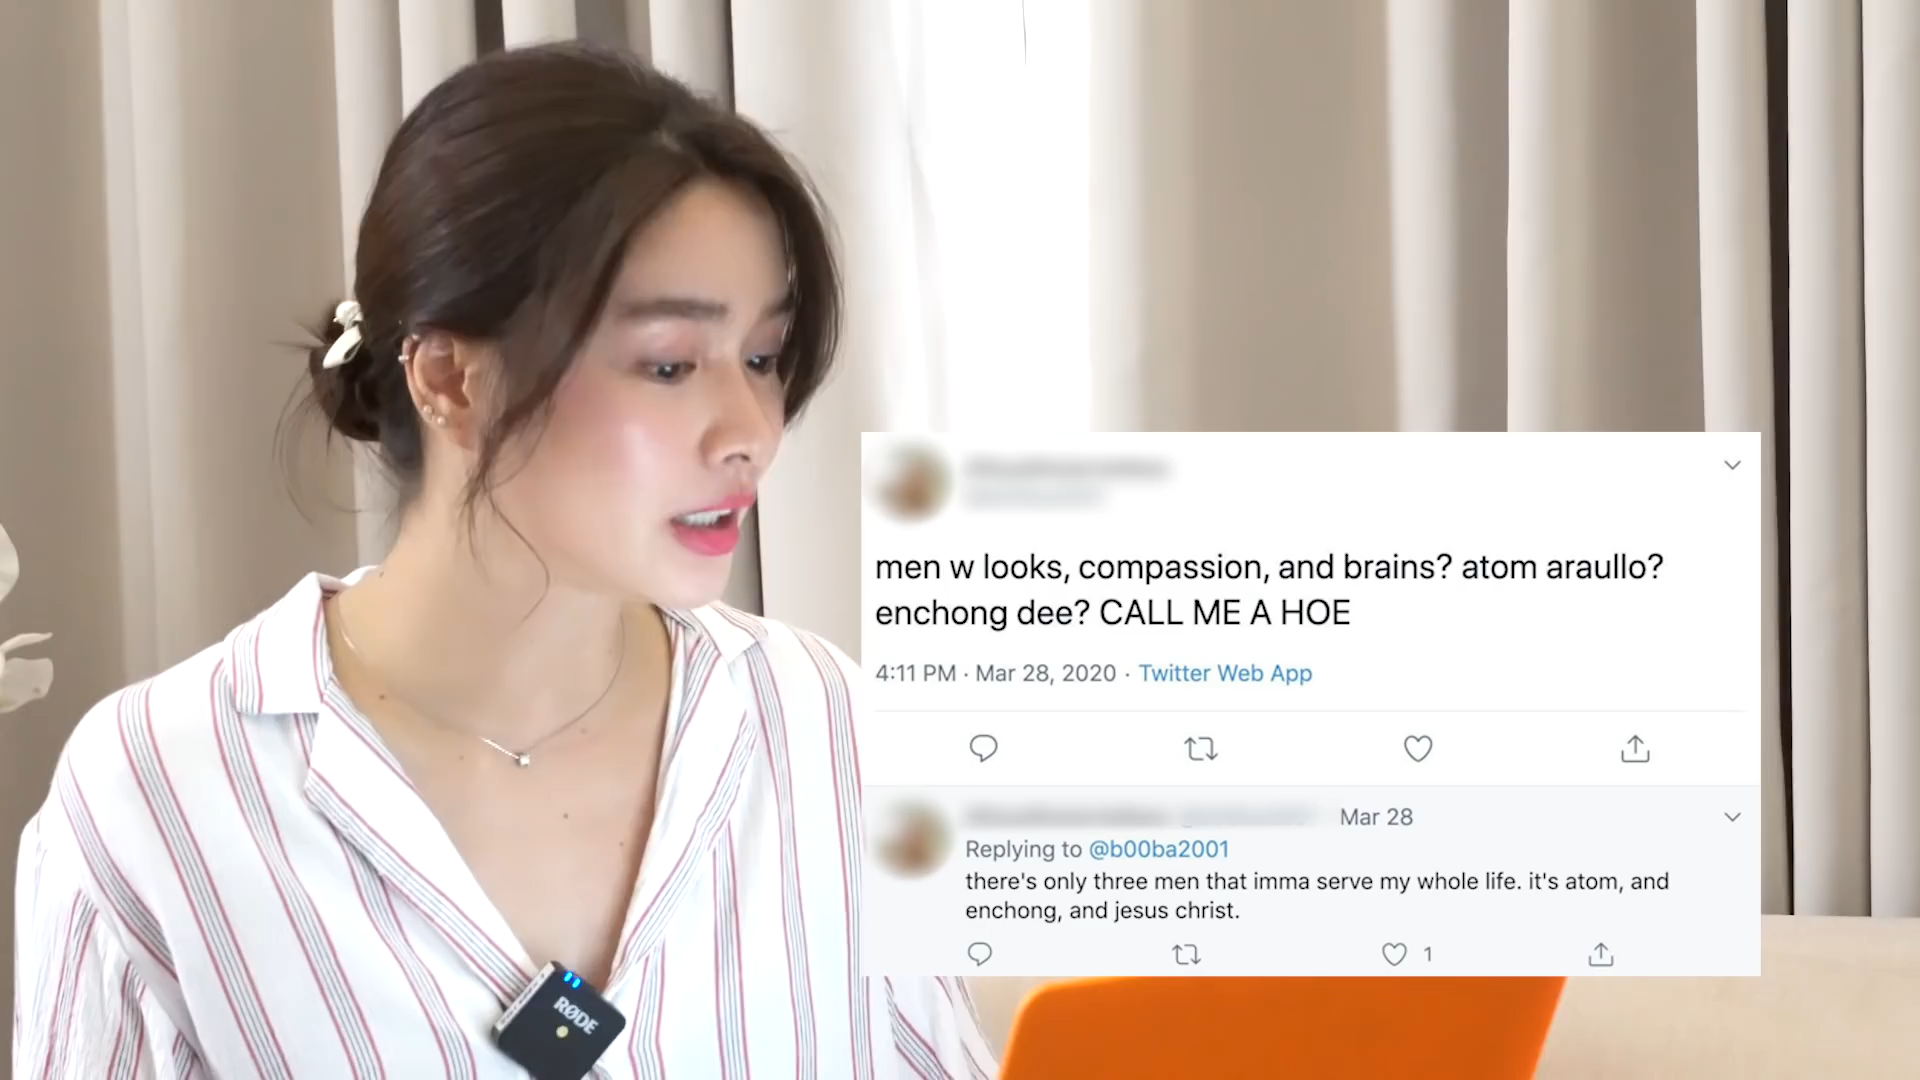 men w looks, compassion, and brains? atom araullo?
enchong dee? CALL ME A HOE
4:11 PM · Mar 28, 2020 · Twitter Web App
Mar 28
Replying to @b00ba2001
there's only three men that imma serve my whole life. it's atom, and
enchong, and jesus christ.
1
RØDE